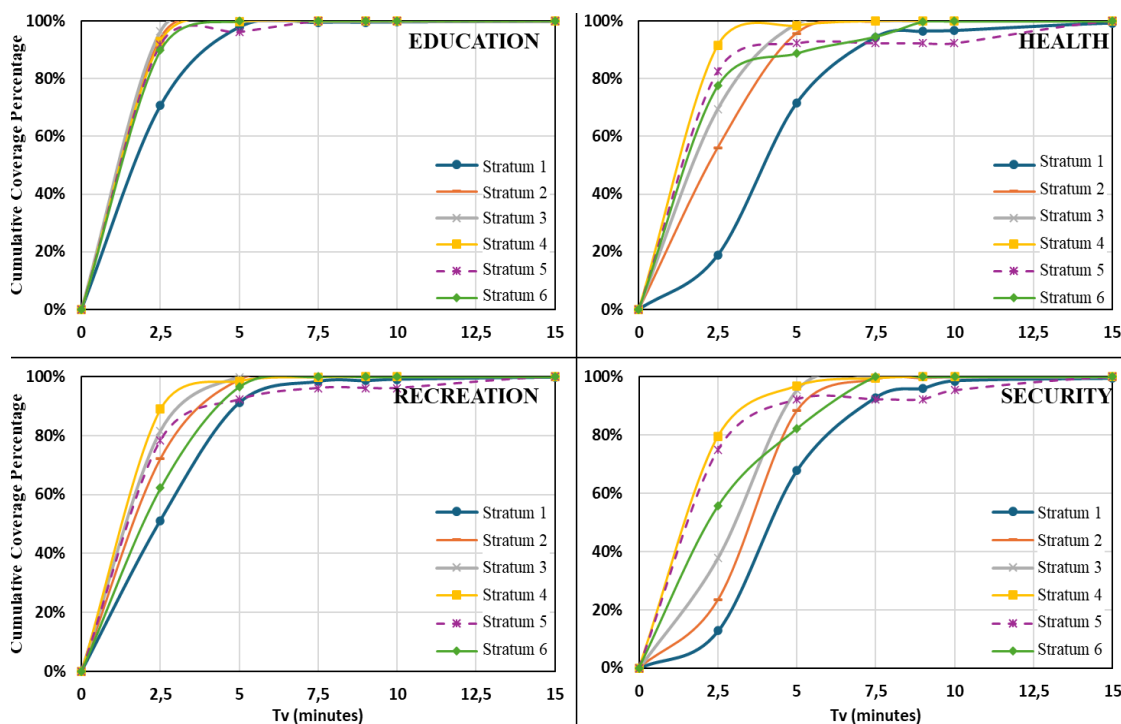 100%
80%
60%
40%
20%
0%
Cumulative Coverage Percentage
EDUCATION
Stratum 1
Stratum 2
Stratum 3
Stratum 4
Stratum 5
Stratum 6
0 2,5 5 7,5 10 12,5 15
100%
80%
60%
40%
20%
0%
HEALTH
Stratum 1
Stratum 2
Stratum 3
Stratum 4
Stratum 5
Stratum 6
0 2,5 5 7,5 10 12,5 15
100%
80%
60%
40%
20%
0%
Cumulative Coverage Percentage
RECREATION
Stratum 1
Stratum 2
Stratum 3
Stratum 4
Stratum 5
Stratum 6
0 2,5 5 7,5 10 12,5 15
Tv (minutes)
100%
80%
60%
40%
20%
0%
SECURITY
Stratum 1
Stratum 2
Stratum 3
Stratum 4
Stratum 5
Stratum 6
0 2,5 5 7,5 10 12,5 15
Tv (minutes)